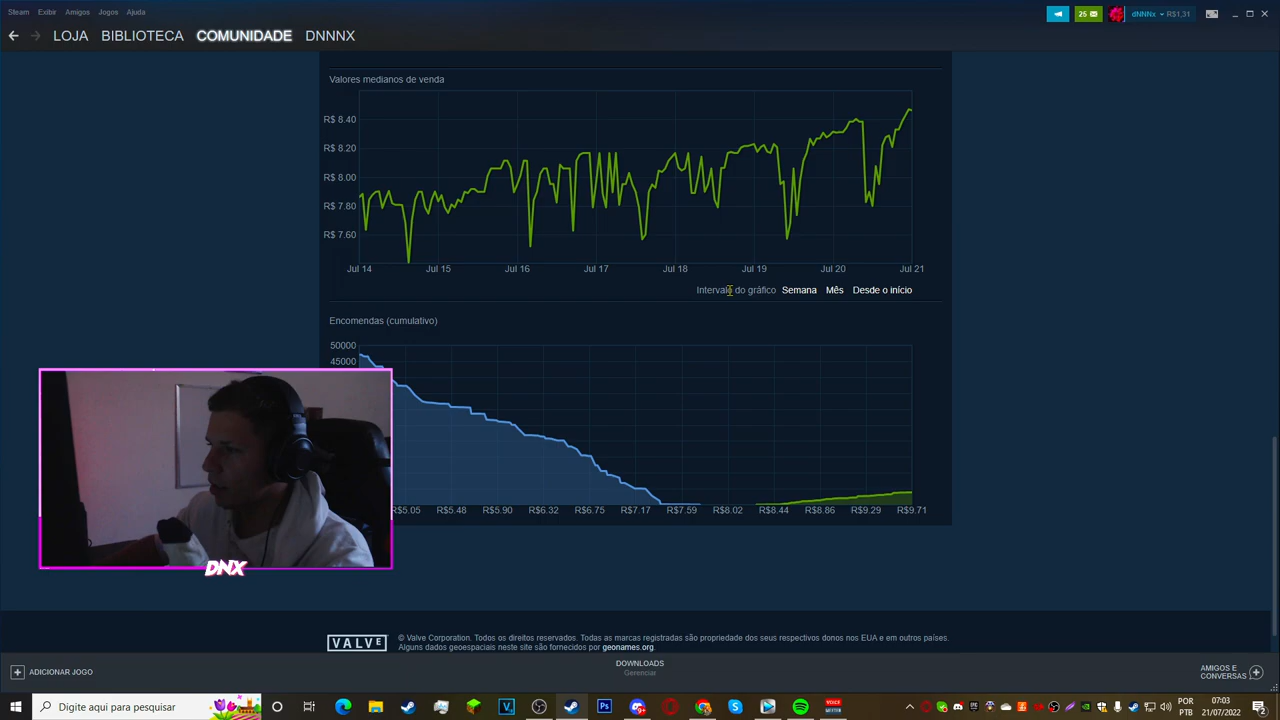 Steam Exibir Amigos Jogos Ajuda
25 dNNNx R$1,31
LOJA BIBLIOTECA COMUNIDADE DNNNX
Valores medianos de venda
R$ 8.40
R$ 8.20
R$ 8.00
R$ 7.80
R$ 7.60
Jul 14 Jul 15 Jul 16 Jul 17 Jul 18 Jul 19 Jul 20 Jul 21
Intervalo do gráfico Semana Mês Desde o início
Encomendas (cumulativo)
50000
45000
R$5.05 R$5.48 R$5.90 R$6.32 R$6.75 R$7.17 R$7.59 R$8.02 R$8.44 R$8.86 R$9.29 R$9.71
DNX
VALVE
© Valve Corporation. Todos os direitos reservados. Todas as marcas registradas são propriedade dos seus respectivos donos nos EUA e em outros países.
Alguns dados geoespaciais neste site são fornecidos por geonames.org.
ADICIONAR JOGO
DOWNLOADS
Gerenciar
AMIGOS E
CONVERSAS
Digite aqui para pesquisar
POR
PTB
07:03
21/07/2022